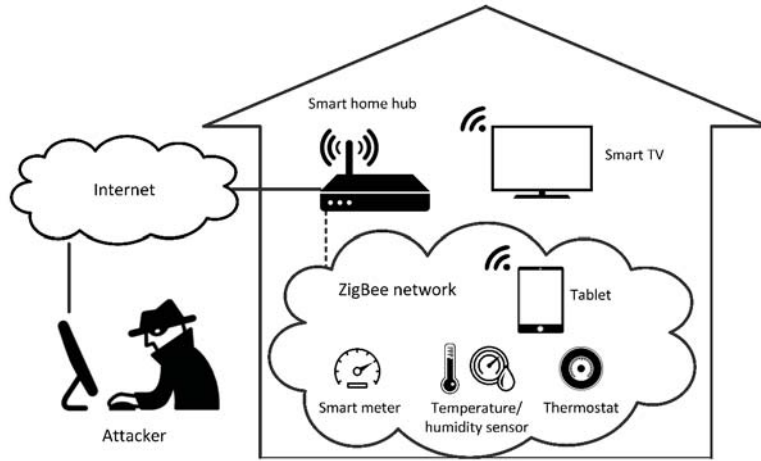 Smart home hub
Smart TV
Internet
ZigBee network
Tablet
Smart meter
Temperature/
humidity sensor
Thermostat
Attacker